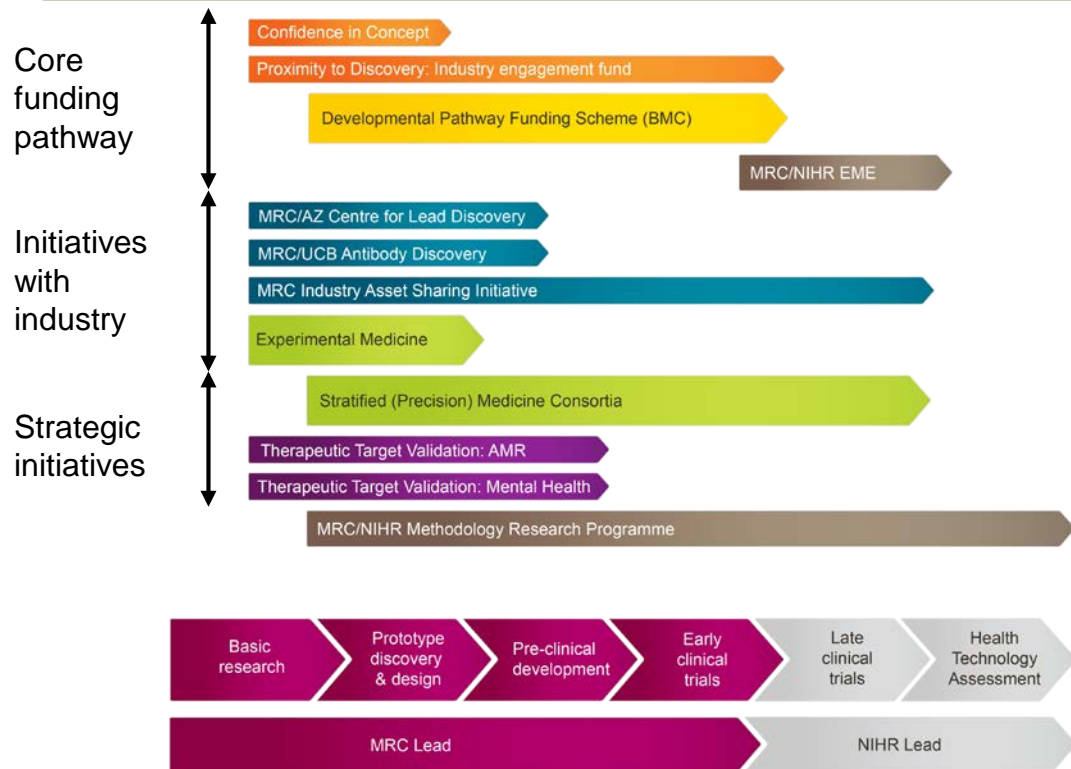 Core
funding
pathway
Confidence in Concept
Proximity to Discovery: Industry engagement fund
Developmental Pathway Funding Scheme (BMC)
MRC/NIHR EME
Initiatives
with
industry
MRC/AZ Centre for Lead Discovery
MRC/UCB Antibody Discovery
MRC Industry Asset Sharing Initiative
Experimental Medicine
Strategic
initiatives
Stratified (Precision) Medicine Consortia
Therapeutic Target Validation: AMR
Therapeutic Target Validation: Mental Health
MRC/NIHR Methodology Research Programme
Basic
research
Prototype
discovery
& design
Pre-clinical
development
Early
clinical
trials
Late
clinical
trials
Health
Technology
Assessment
MRC Lead
NIHR Lead